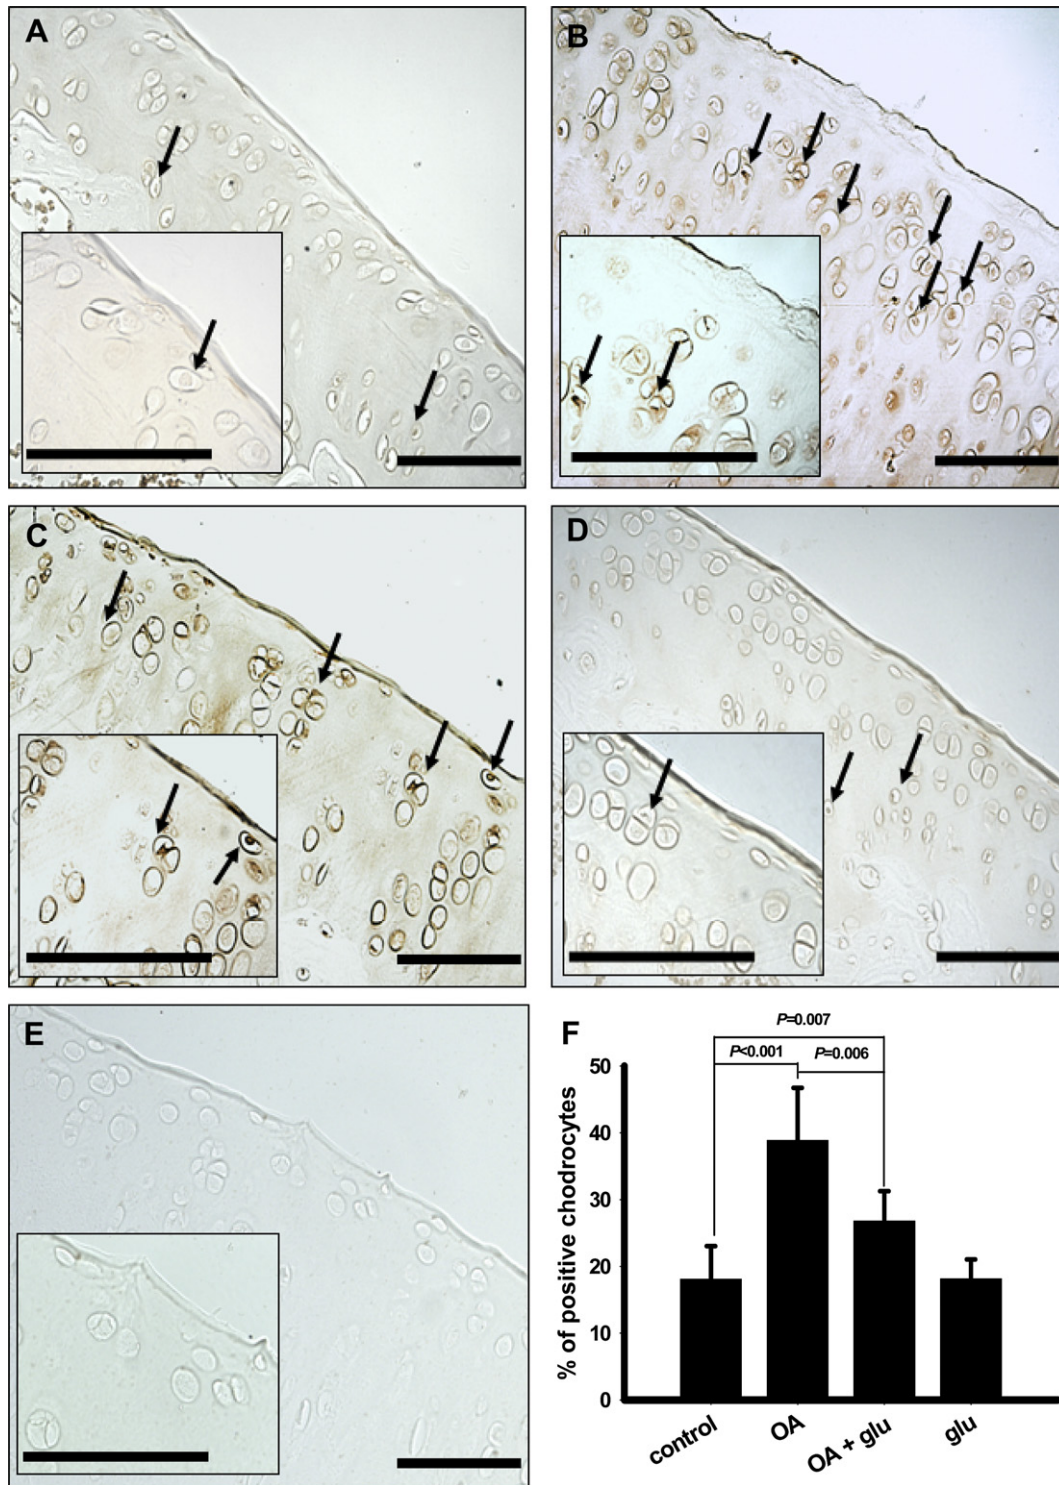 A
B
C
D
E
F
P=0.007
P<0.001
P=0.006
50
40
30
20
10
0
% of positive chodrocytes
control
OA
OA + glu
glu